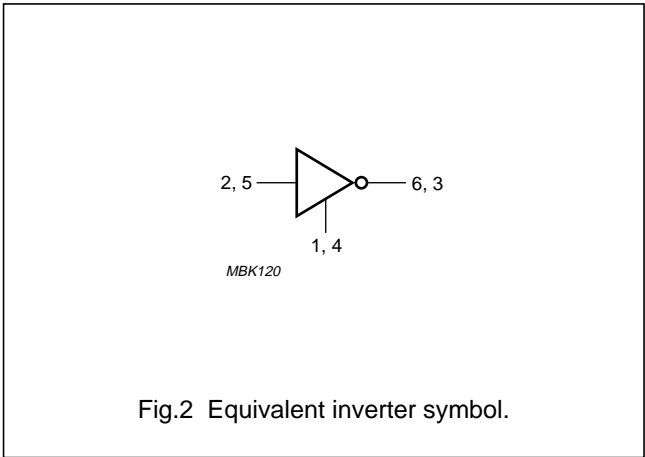 2, 5
6, 3
1, 4
MBK120
Fig.2 Equivalent inverter symbol.